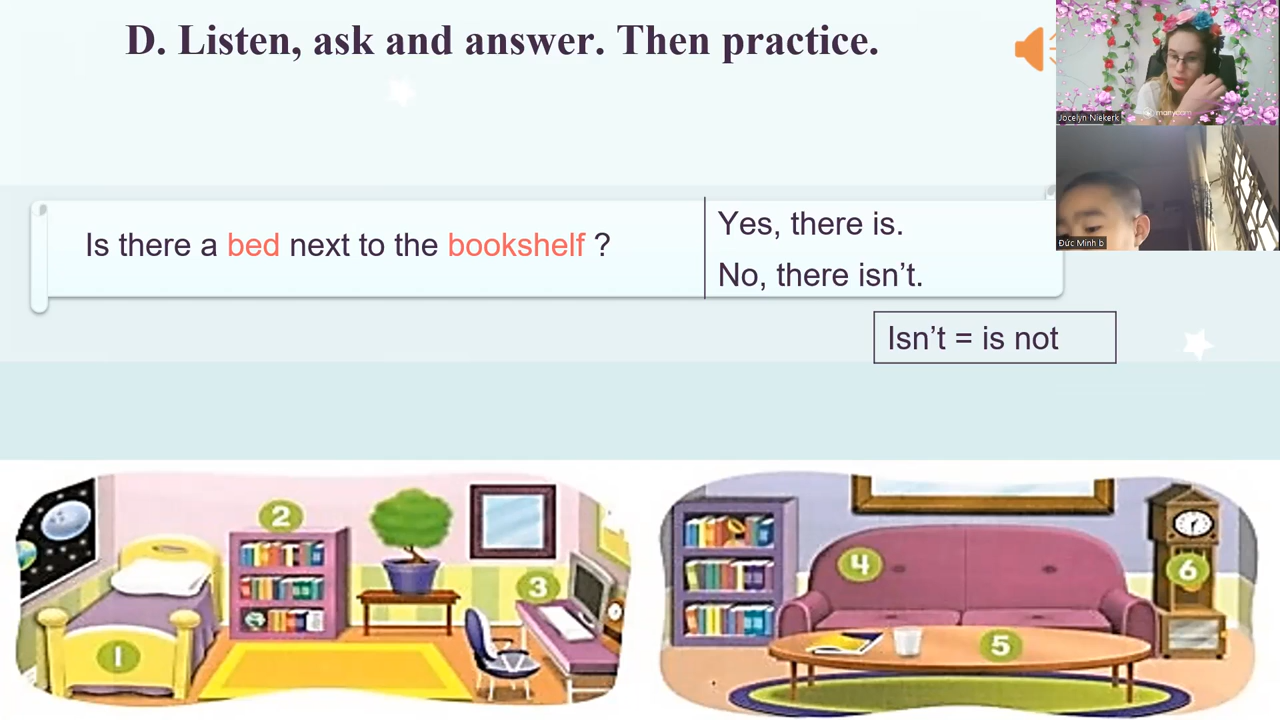 D. Listen, ask and answer. Then practice.
Jocelyn Niekerk
manycam
Đức Minh b
Is there a bed next to the bookshelf ?
Yes, there is.
No, there isn't.
Isn't = is not
2
3
1
4
6
5